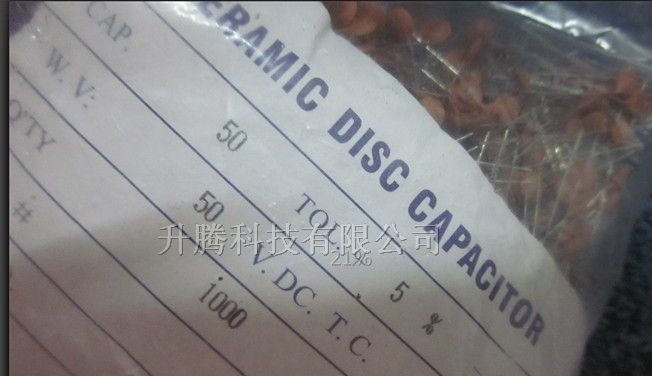 CERAMIC DISC CAPACITOR
CAP. 50 TOL.% 5 %
W. V: 50 V. DC. T. C.
Q'TY 1000
#
升腾科技有限公司
21%